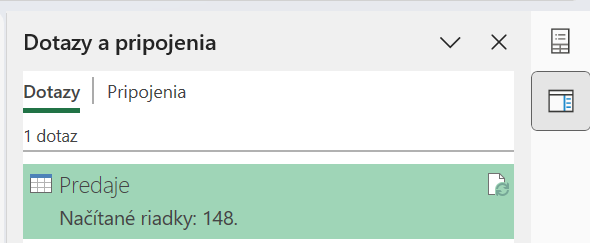 Dotazy a pripojenia
Dotazy | Pripojenia
1 dotaz
Predaje
Načítané riadky: 148.